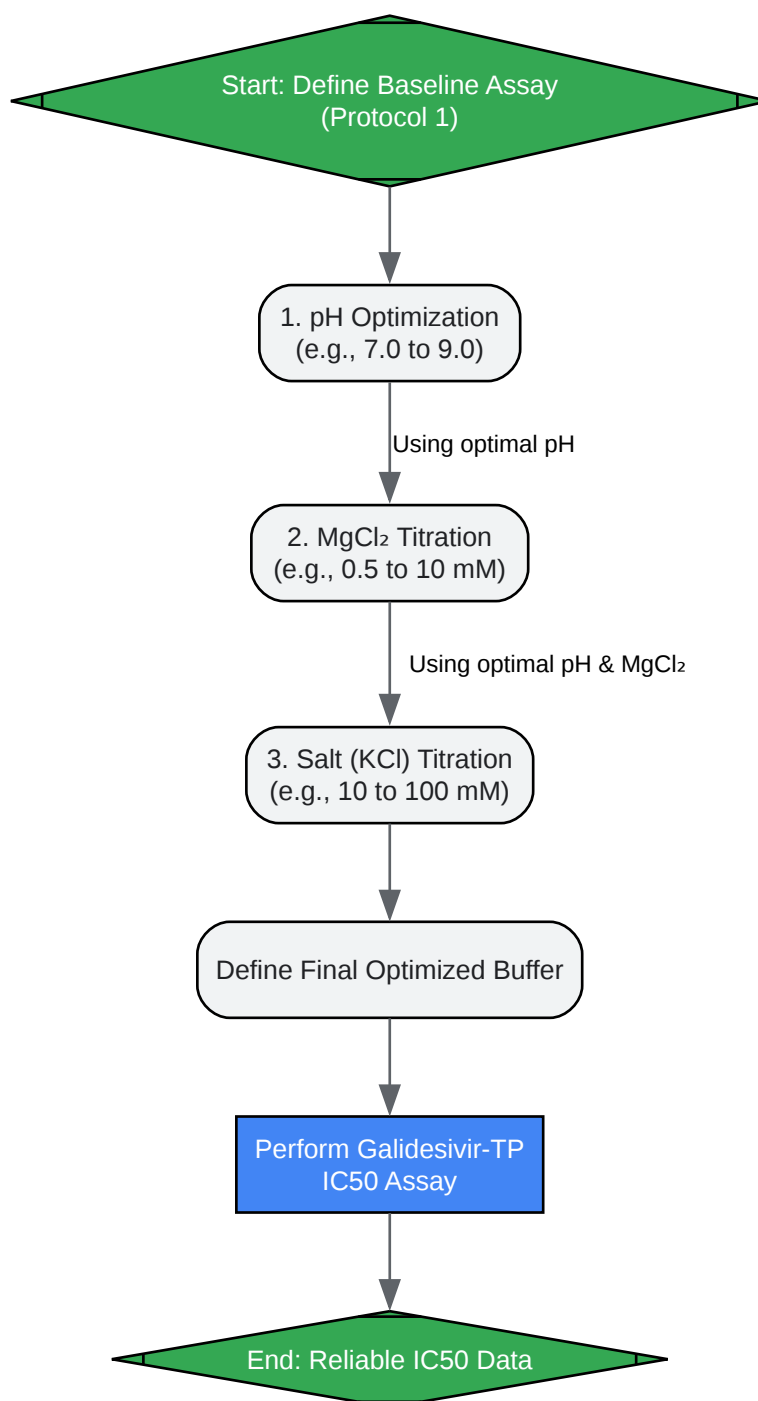 Start: Define Baseline Assay
(Protocol 1)
1. pH Optimization
(e.g., 7.0 to 9.0)
Using optimal pH
2. MgCl₂ Titration
(e.g., 0.5 to 10 mM)
Using optimal pH & MgCl₂
3. Salt (KCl) Titration
(e.g., 10 to 100 mM)
Define Final Optimized Buffer
Perform Galidesivir-TP
IC50 Assay
End: Reliable IC50 Data